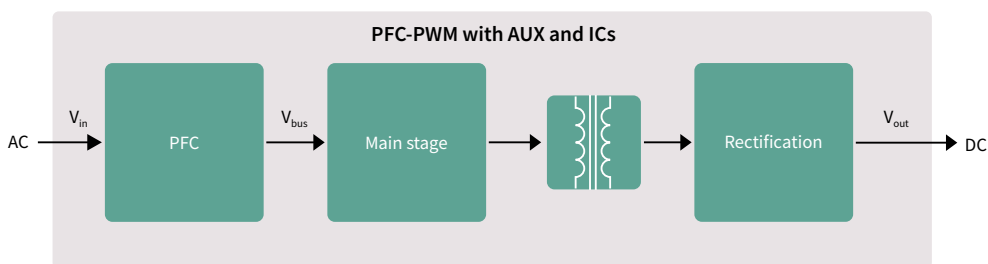 PFC-PWM with AUX and ICs
AC
Vin
PFC
Vbus
Main stage
Rectification
Vout
DC